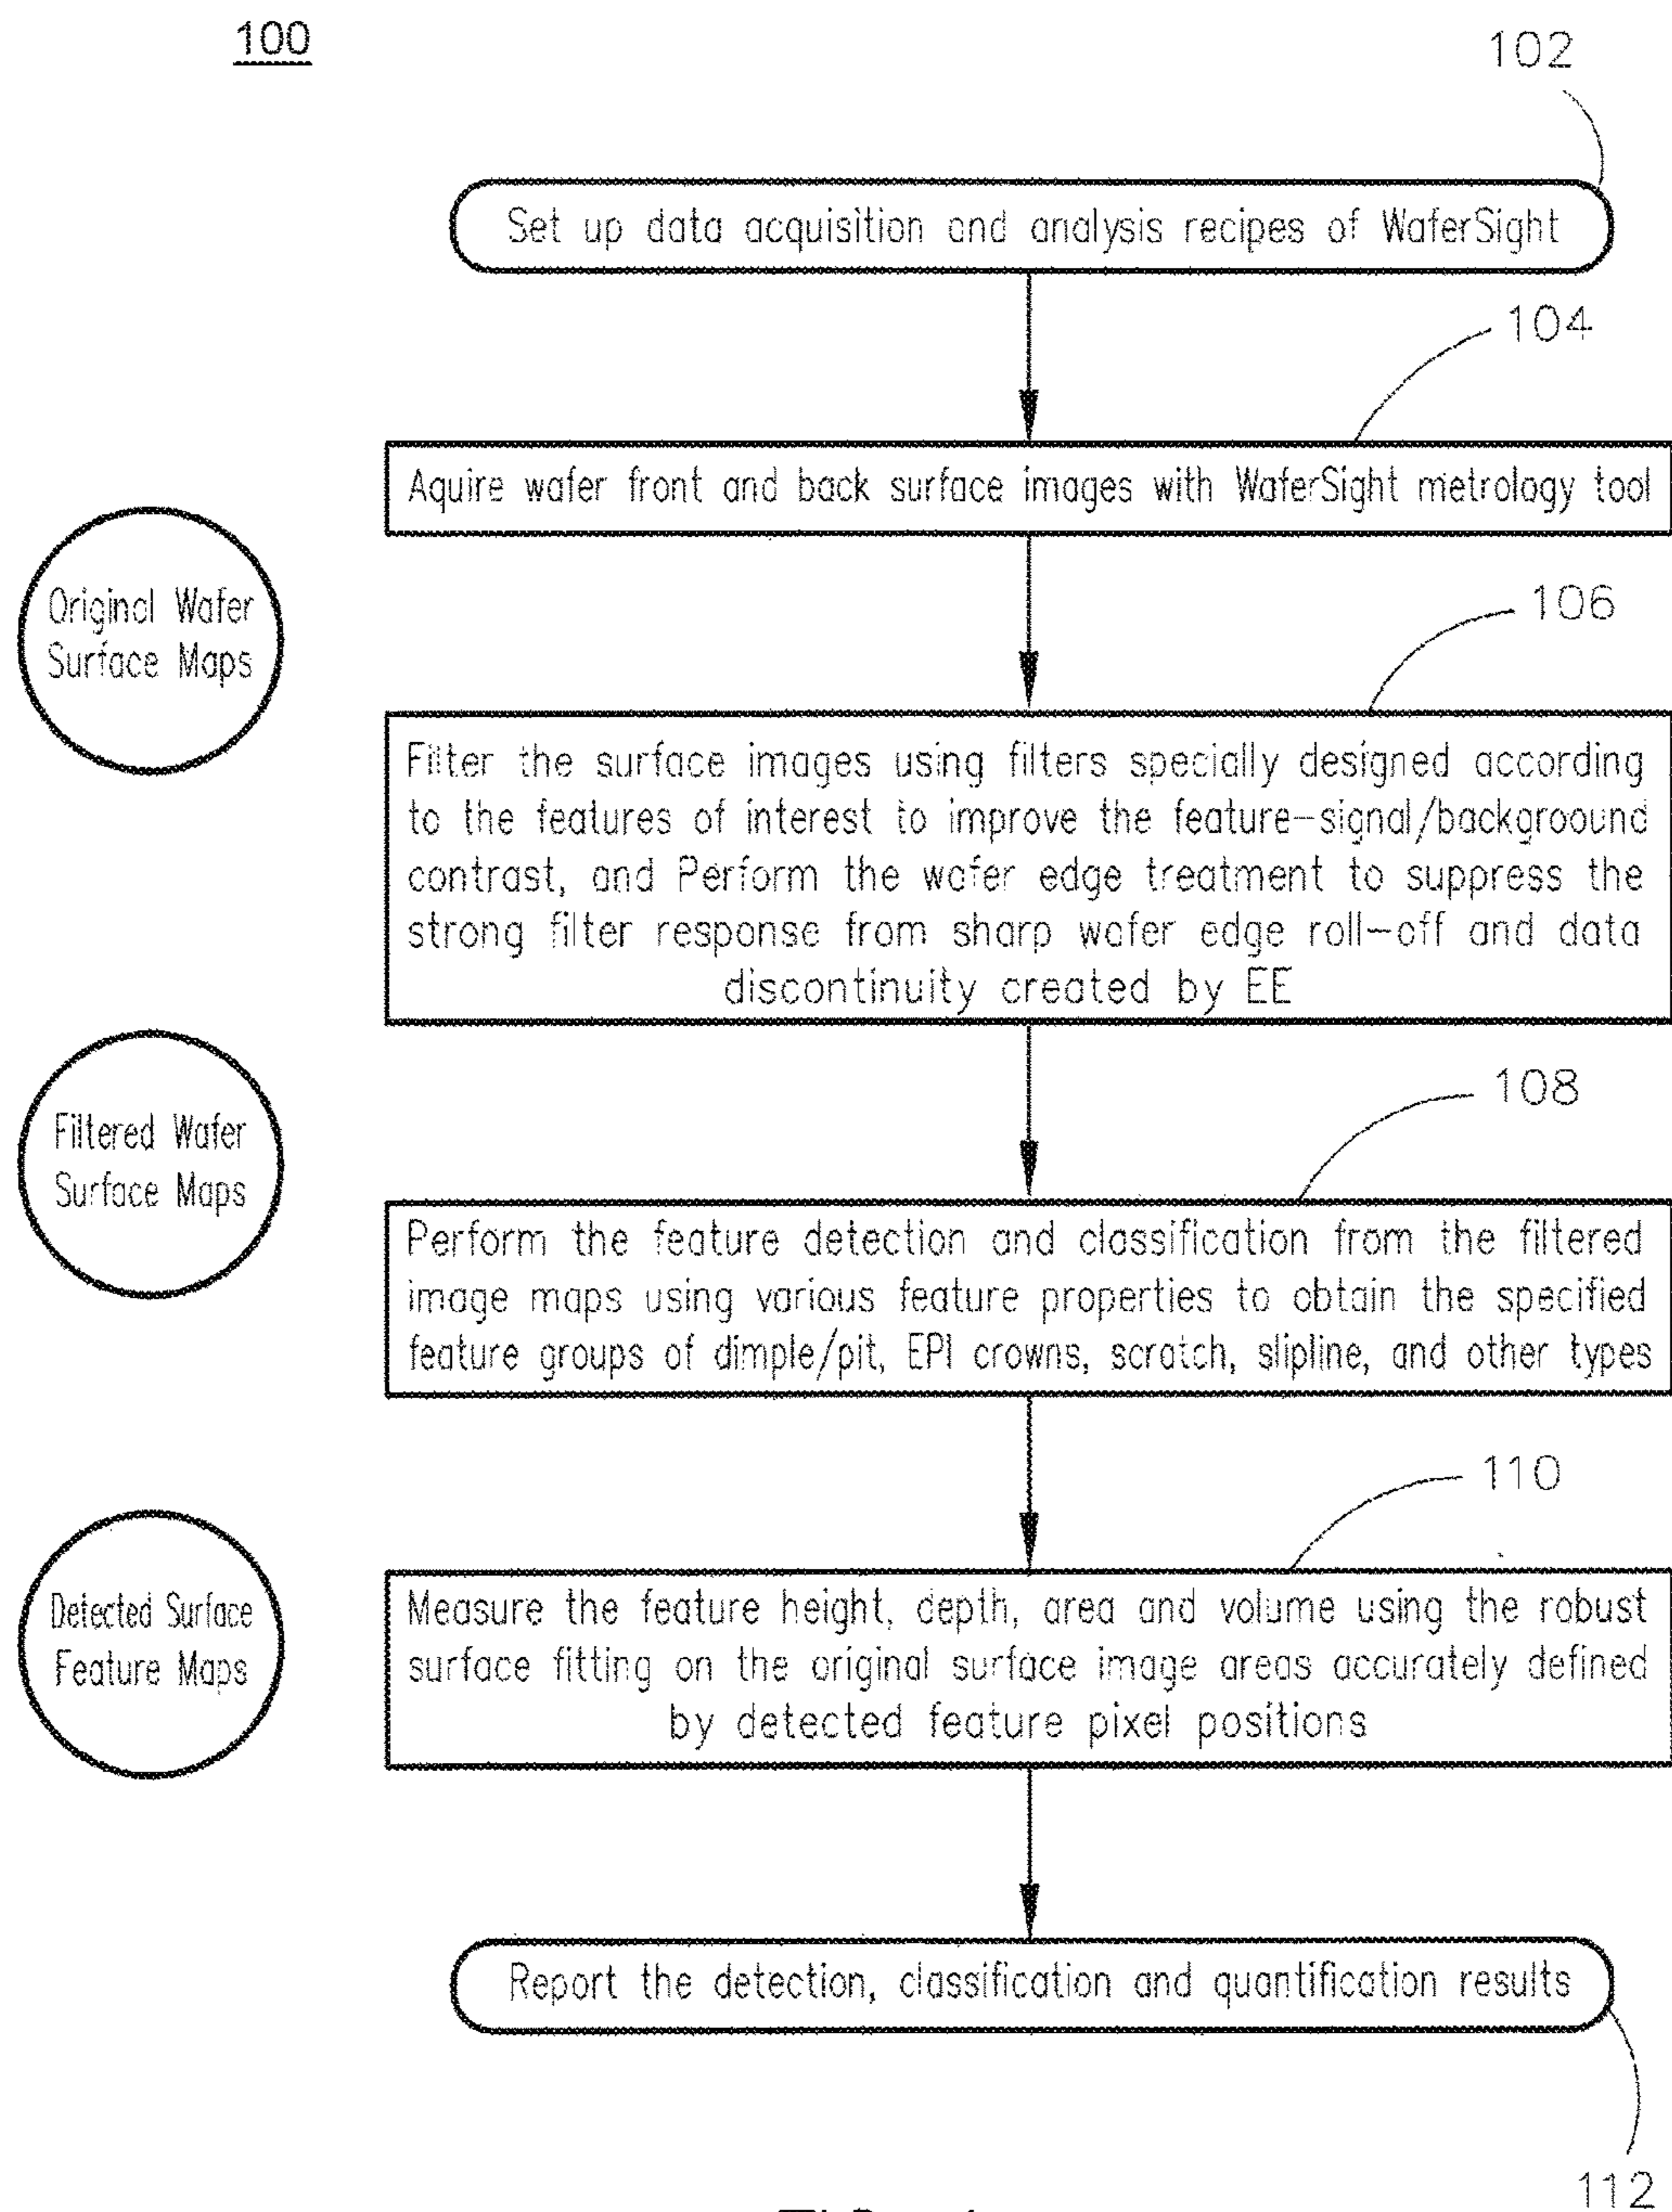 100
102
Set up data acquisition and analysis recipes of WaferSight
104
Aquire wafer front and back surface images with WaferSight metrology tool
Original Wafer
Surface Maps
106
Filter the surface images using filters specially designed according
to the features of interest to improve the feature-signal/backgroound
contrast, and Perform the wafer edge treatment to suppress the
strong filter response from sharp wafer edge roll-off and data
discontinuity created by EE
Filtered Wafer
Surface Maps
108
Perform the feature detection and classification from the filtered
image maps using various feature properties to obtain the specified
feature groups of dimple/pit, EPI crowns, scratch, slipline, and other types
110
Detected Surface
Feature Maps
Measure the feature height, depth, area and volume using the robust
surface fitting on the original surface image areas accurately defined
by detected feature pixel positions
Report the detection, classification and quantification results
112